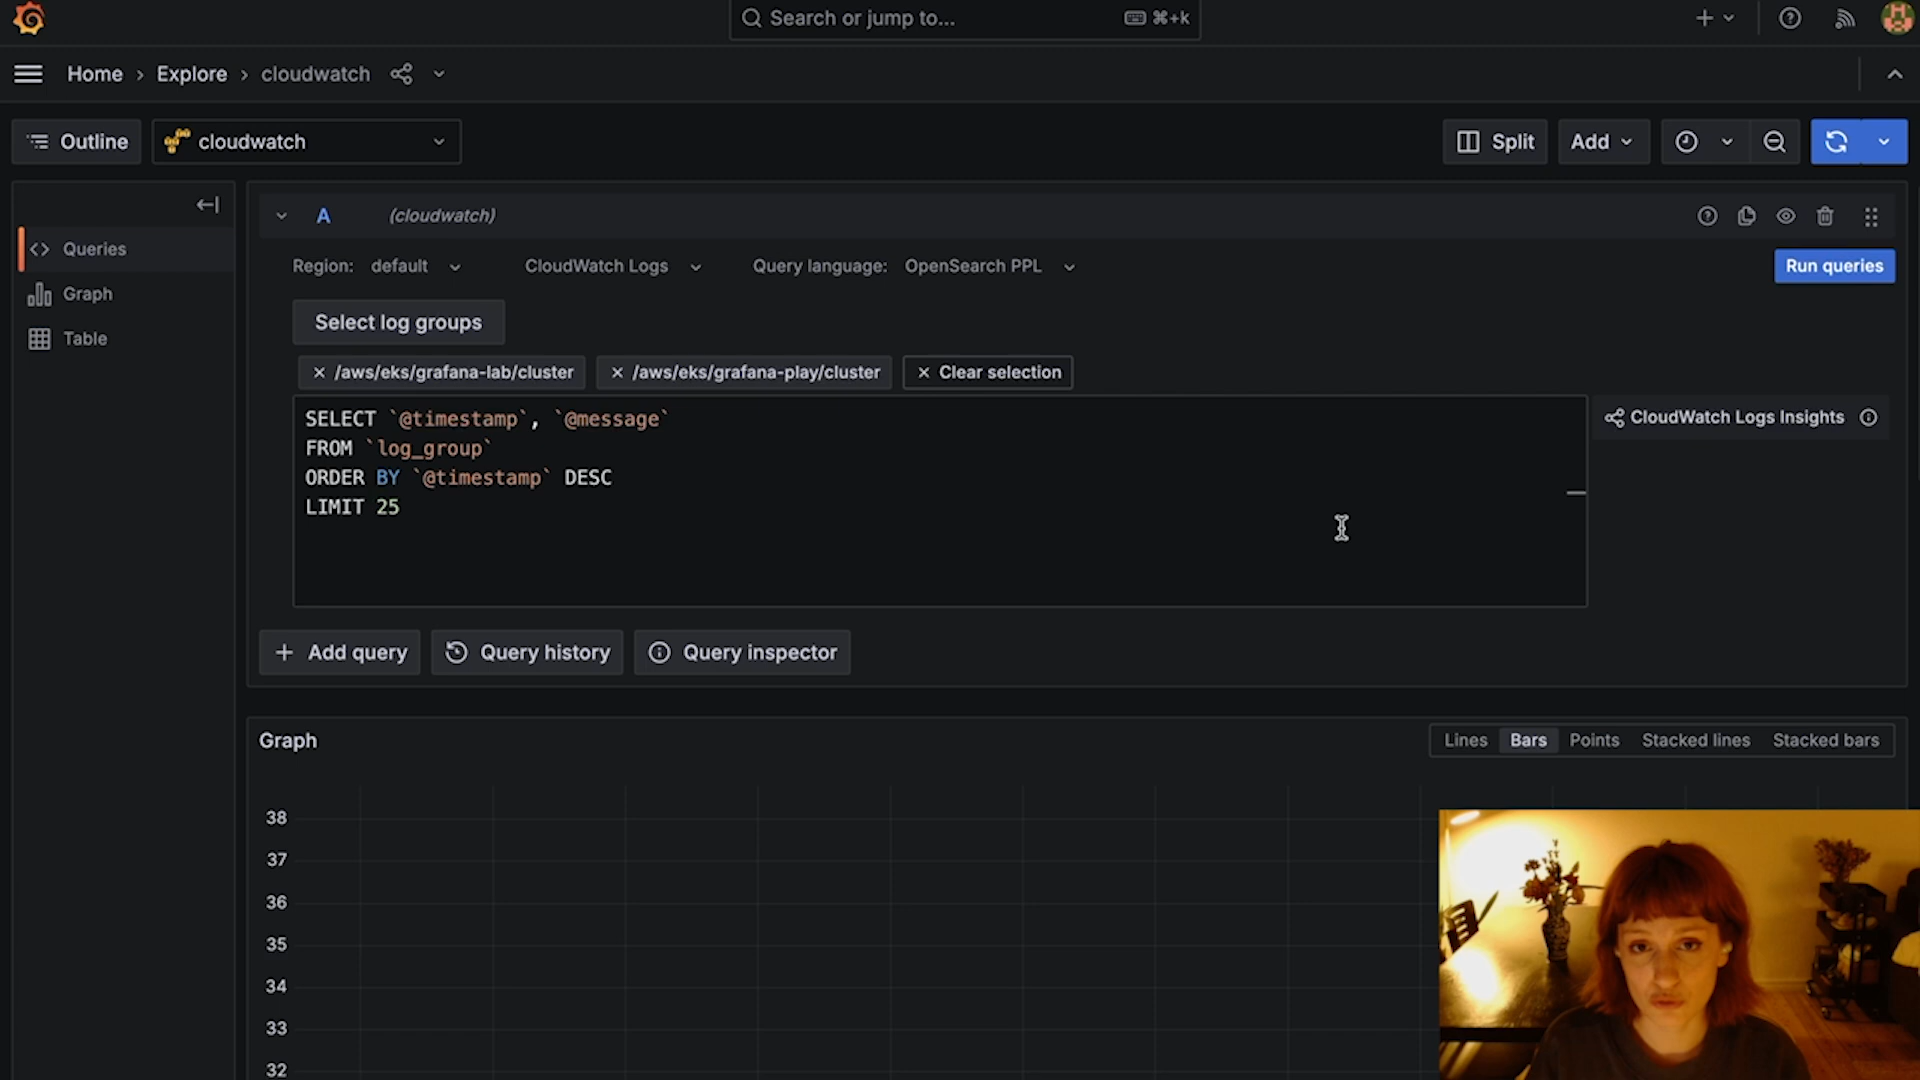 Search or jump to... ⌘+k
Home › Explore › cloudwatch
Outline cloudwatch Split Add
A (cloudwatch)
Queries
Region: default CloudWatch Logs Query language: OpenSearch PPL Run queries
Graph
Select log groups
Table
× /aws/eks/grafana-lab/cluster × /aws/eks/grafana-play/cluster × Clear selection
SELECT `@timestamp`, `@message`
CloudWatch Logs Insights
FROM `log_group`
ORDER BY `@timestamp` DESC
LIMIT 25
+ Add query Query history Query inspector
Graph Lines Bars Points Stacked lines Stacked bars
38
37
36
35
34
33
32